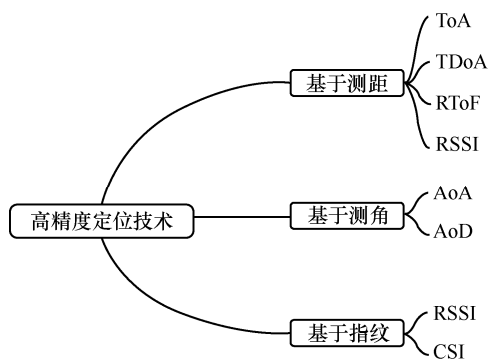 高精度定位技术
基于测距
ToA
TDoA
RToF
RSSI
基于测角
AoA
AoD
基于指纹
RSSI
CSI